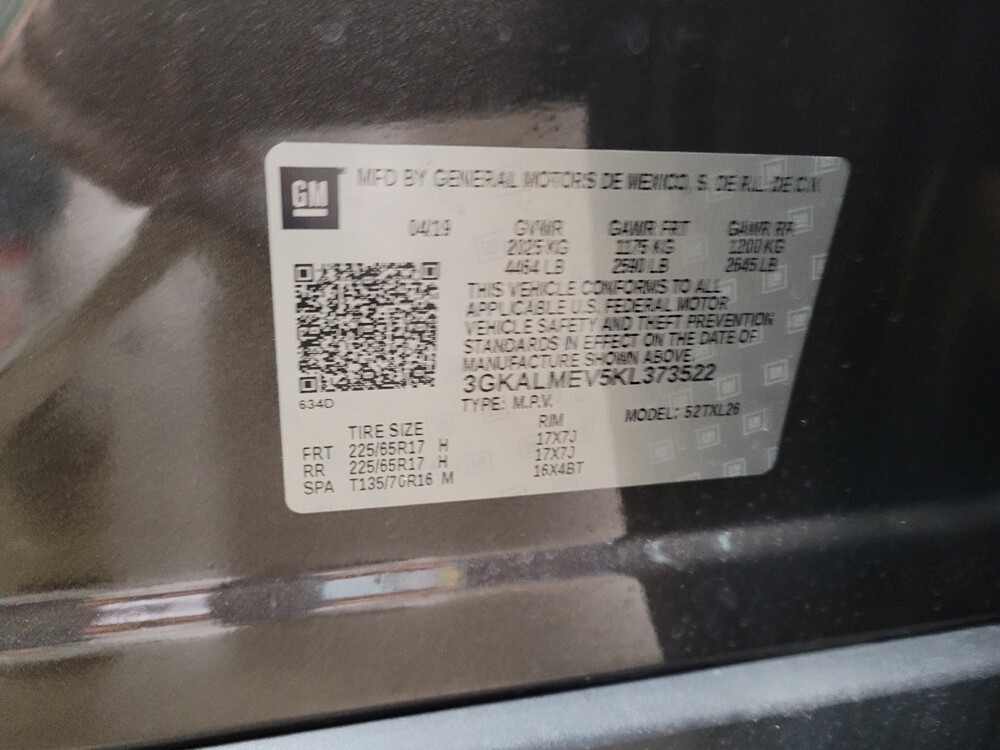 GM MFD BY GENERAL MOTORS DE MEXICO, S. DE R.L. DE C.V.
04/19 GVWR GAWR FRT GAWR RR
2025 KG 1175 KG 1200 KG
4464 LB 2590 LB 2645 LB
THIS VEHICLE CONFORMS TO ALL
APPLICABLE U.S. FEDERAL MOTOR
VEHICLE SAFETY AND THEFT PREVENTION
STANDARDS IN EFFECT ON THE DATE OF
MANUFACTURE SHOWN ABOVE.
3GKALMEV5KL373522
634D TYPE: M.P.V. MODEL: 52TXL26
TIRE SIZE RIM
FRT 225/65R17 H 17X7J
RR 225/65R17 H 17X7J
SPA T135/70R16 M 16X4BT